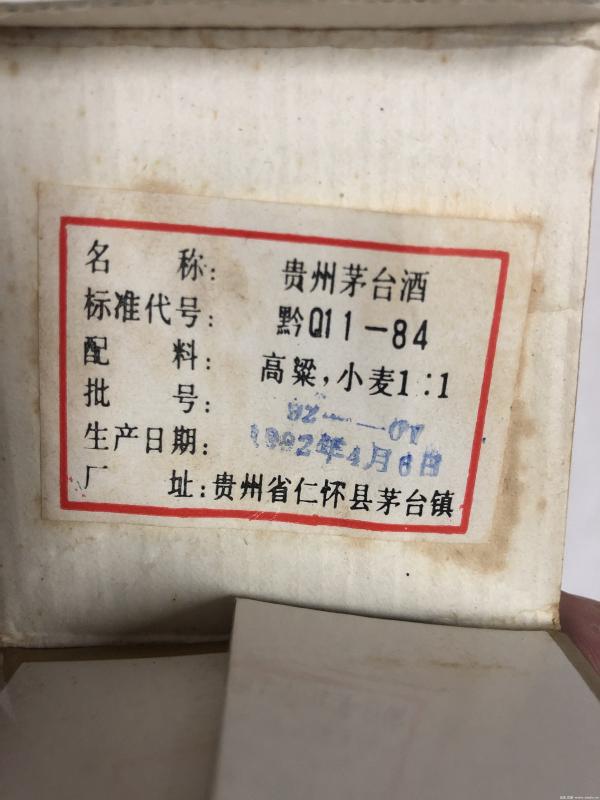 名 称: 贵州茅台酒
标准代号: 黔Q11-84
配 料: 高粱,小麦1:1
批 号: 92——01
生产日期: 1992年4月6日
厂 址: 贵州省仁怀县茅台镇